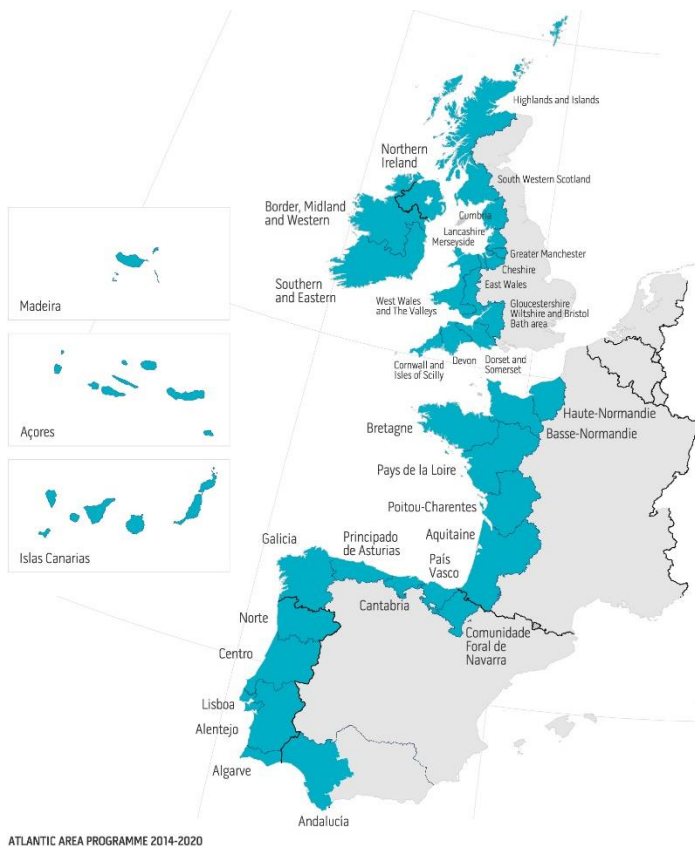 Highlands and Islands
Northern
Ireland
South Western Scotland
Border, Midland
and Western
Cumbria
Lancashire
Merseyside
Greater Manchester
Cheshire
East Wales
Southern
and Eastern
West Wales
and The Valleys
Gloucestershire
Wiltshire and Bristol
Bath area
Cornwall and
Isles of Scilly
Devon
Dorset and
Somerset
Madeira
Açores
Islas Canarias
Haute-Normandie
Basse-Normandie
Bretagne
Pays de la Loire
Poitou-Charentes
Aquitaine
País
Vasco
Principado
de Asturias
Galicia
Cantabria
Comunidade
Foral de
Navarra
Norte
Centro
Lisboa
Alentejo
Algarve
Andalucía
ATLANTIC AREA PROGRAMME 2014-2020